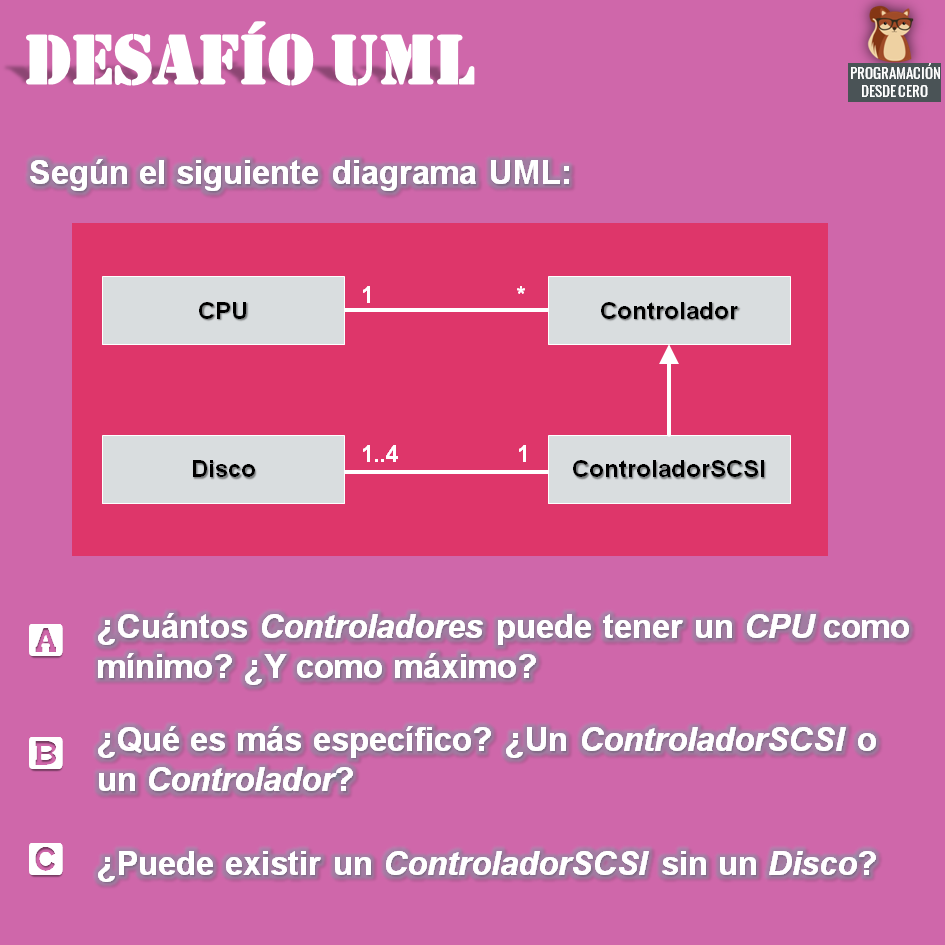 DESAFÍO UML
PROGRAMACIÓN
DESDE CERO
Según el siguiente diagrama UML:
CPU
1
*
Controlador
Disco
1..4
1
ControladorSCSI
A
¿Cuántos Controladores puede tener un CPU como
mínimo? ¿Y como máximo?
B
¿Qué es más específico? ¿Un ControladorSCSI o
un Controlador?
C
¿Puede existir un ControladorSCSI sin un Disco?